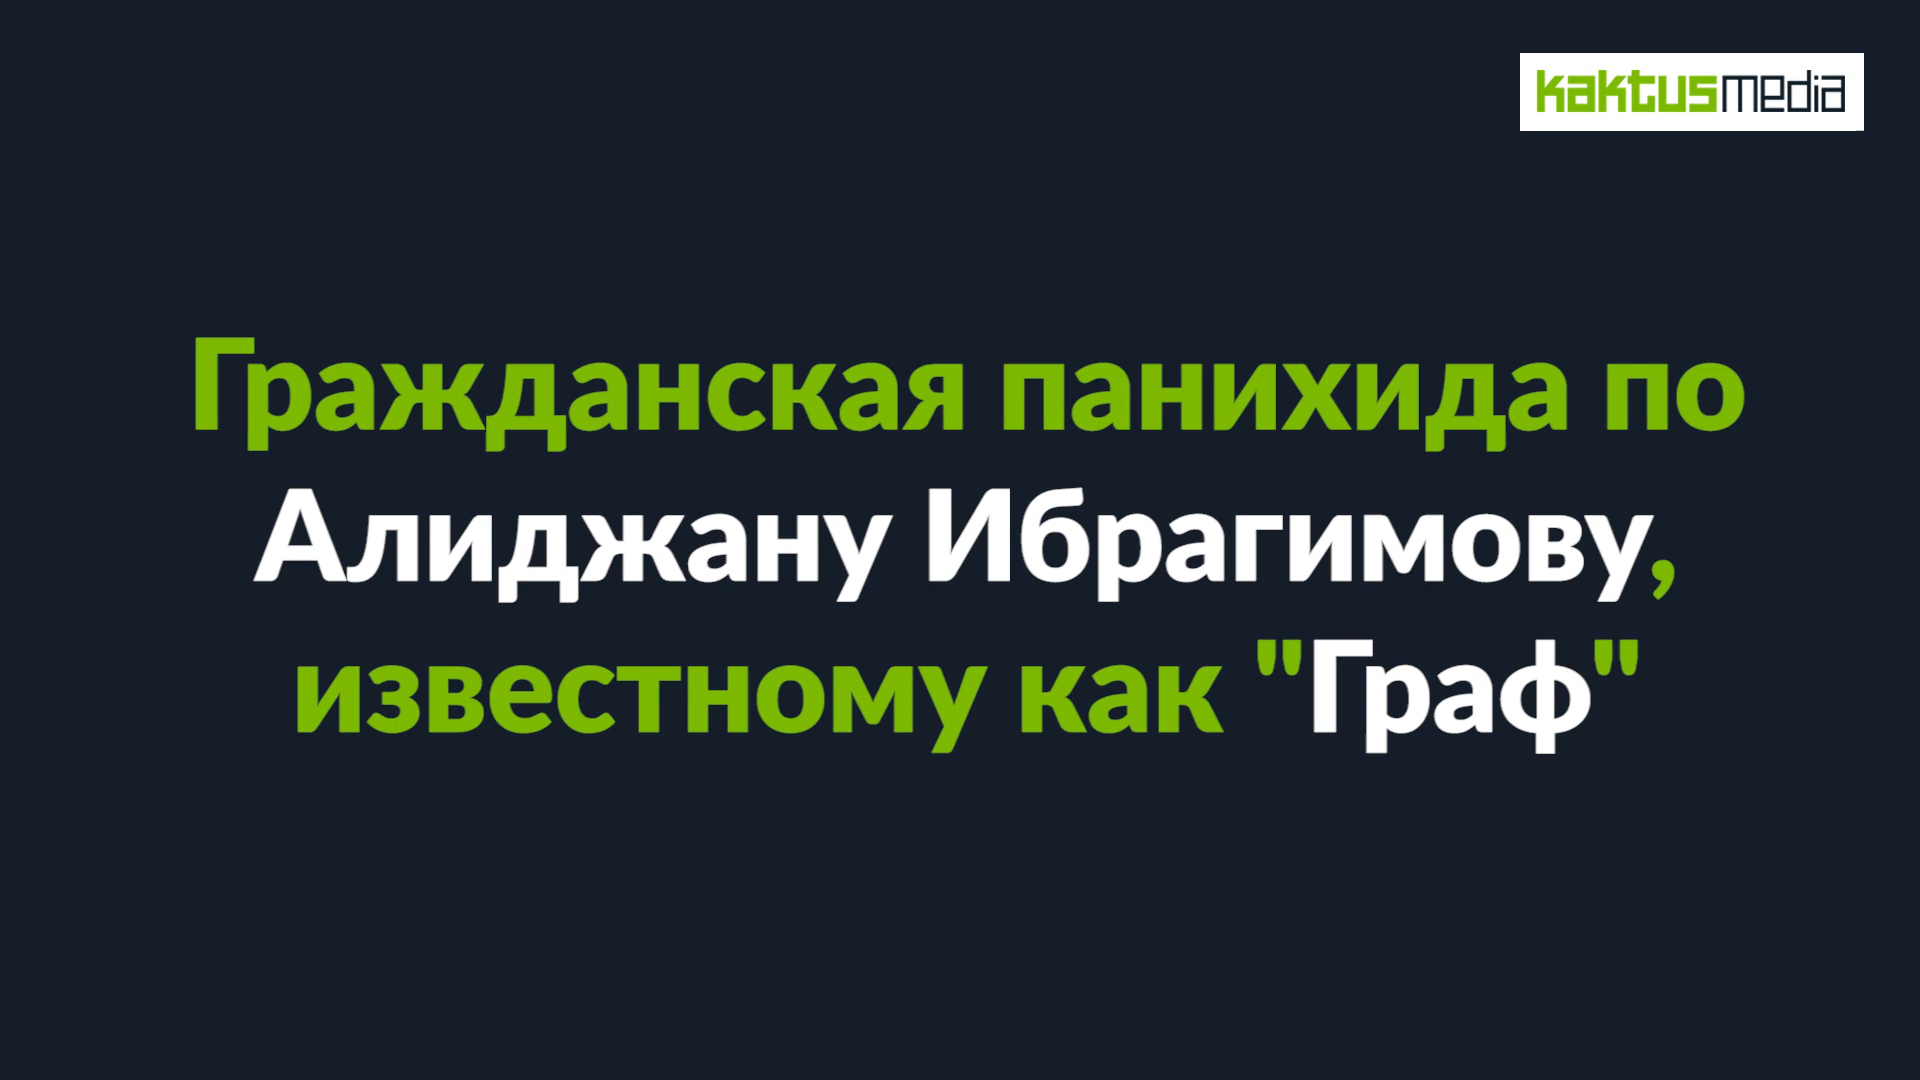 kaktusmedia
Гражданская панихида по
Алиджану Ибрагимову,
известному как "Граф"